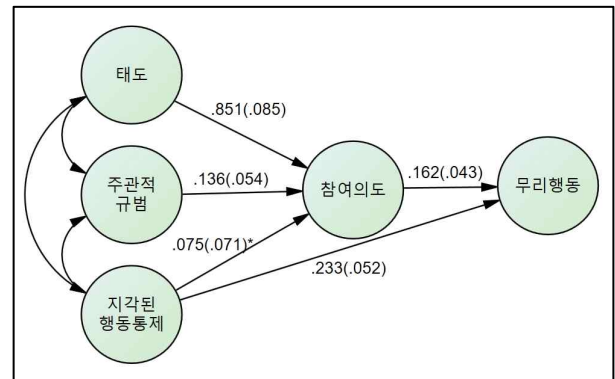 태도
.851(.085)
주관적
규범
.136(.054)
참여의도
.162(.043)
무리행동
.075(.071)*
.233(.052)
지각된
행동통제